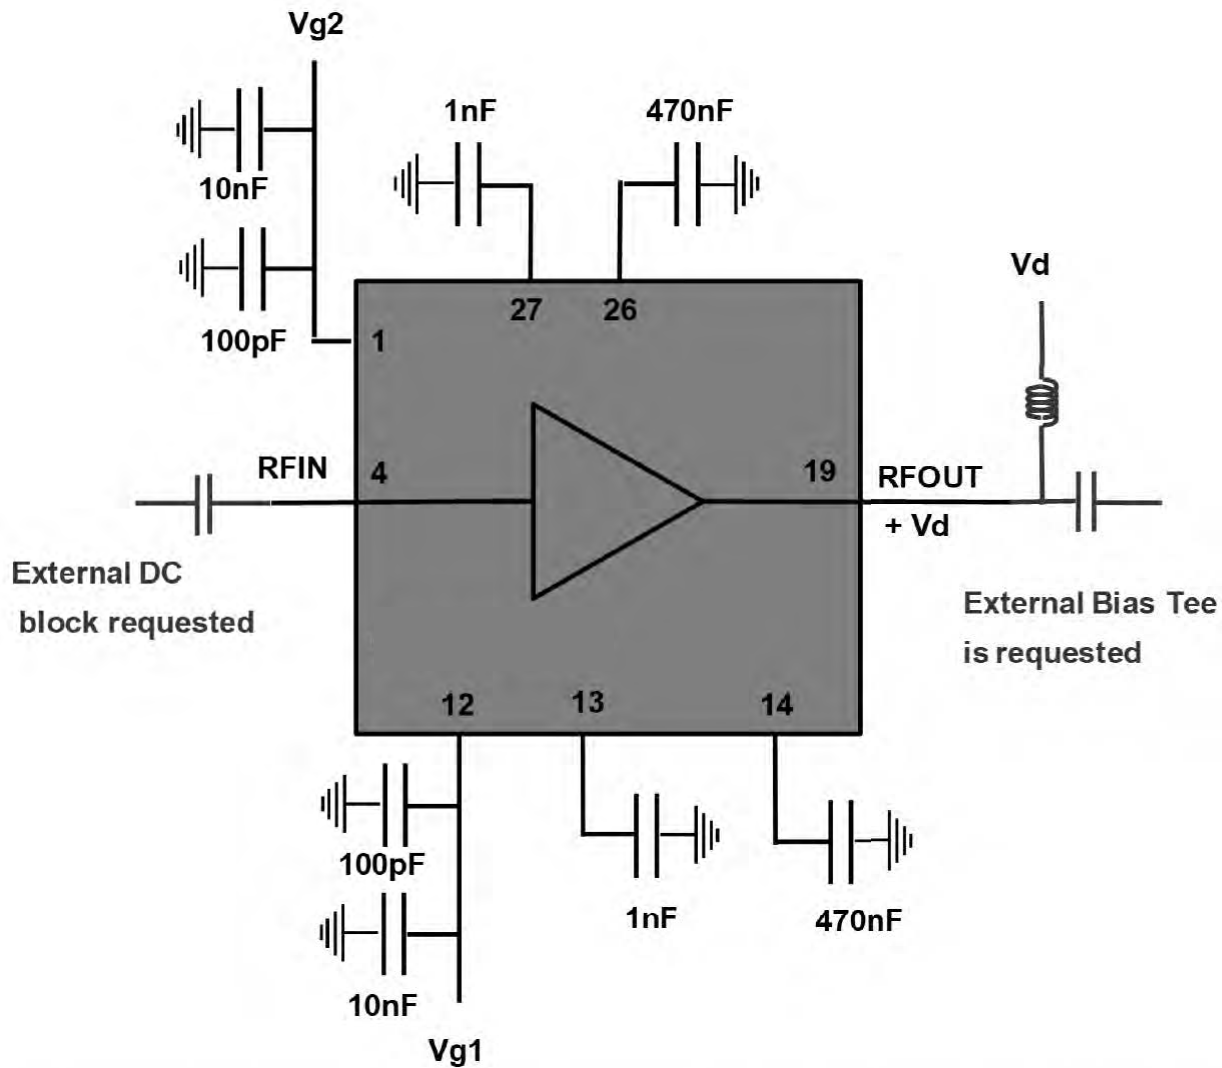 Vg2
1nF
470nF
10nF
100pF
Vd
27
26
1
RFIN
4
19
RFOUT
+ Vd
External DC
block requested
External Bias Tee
is requested
12
13
14
100pF
1nF
470nF
10nF
Vg1